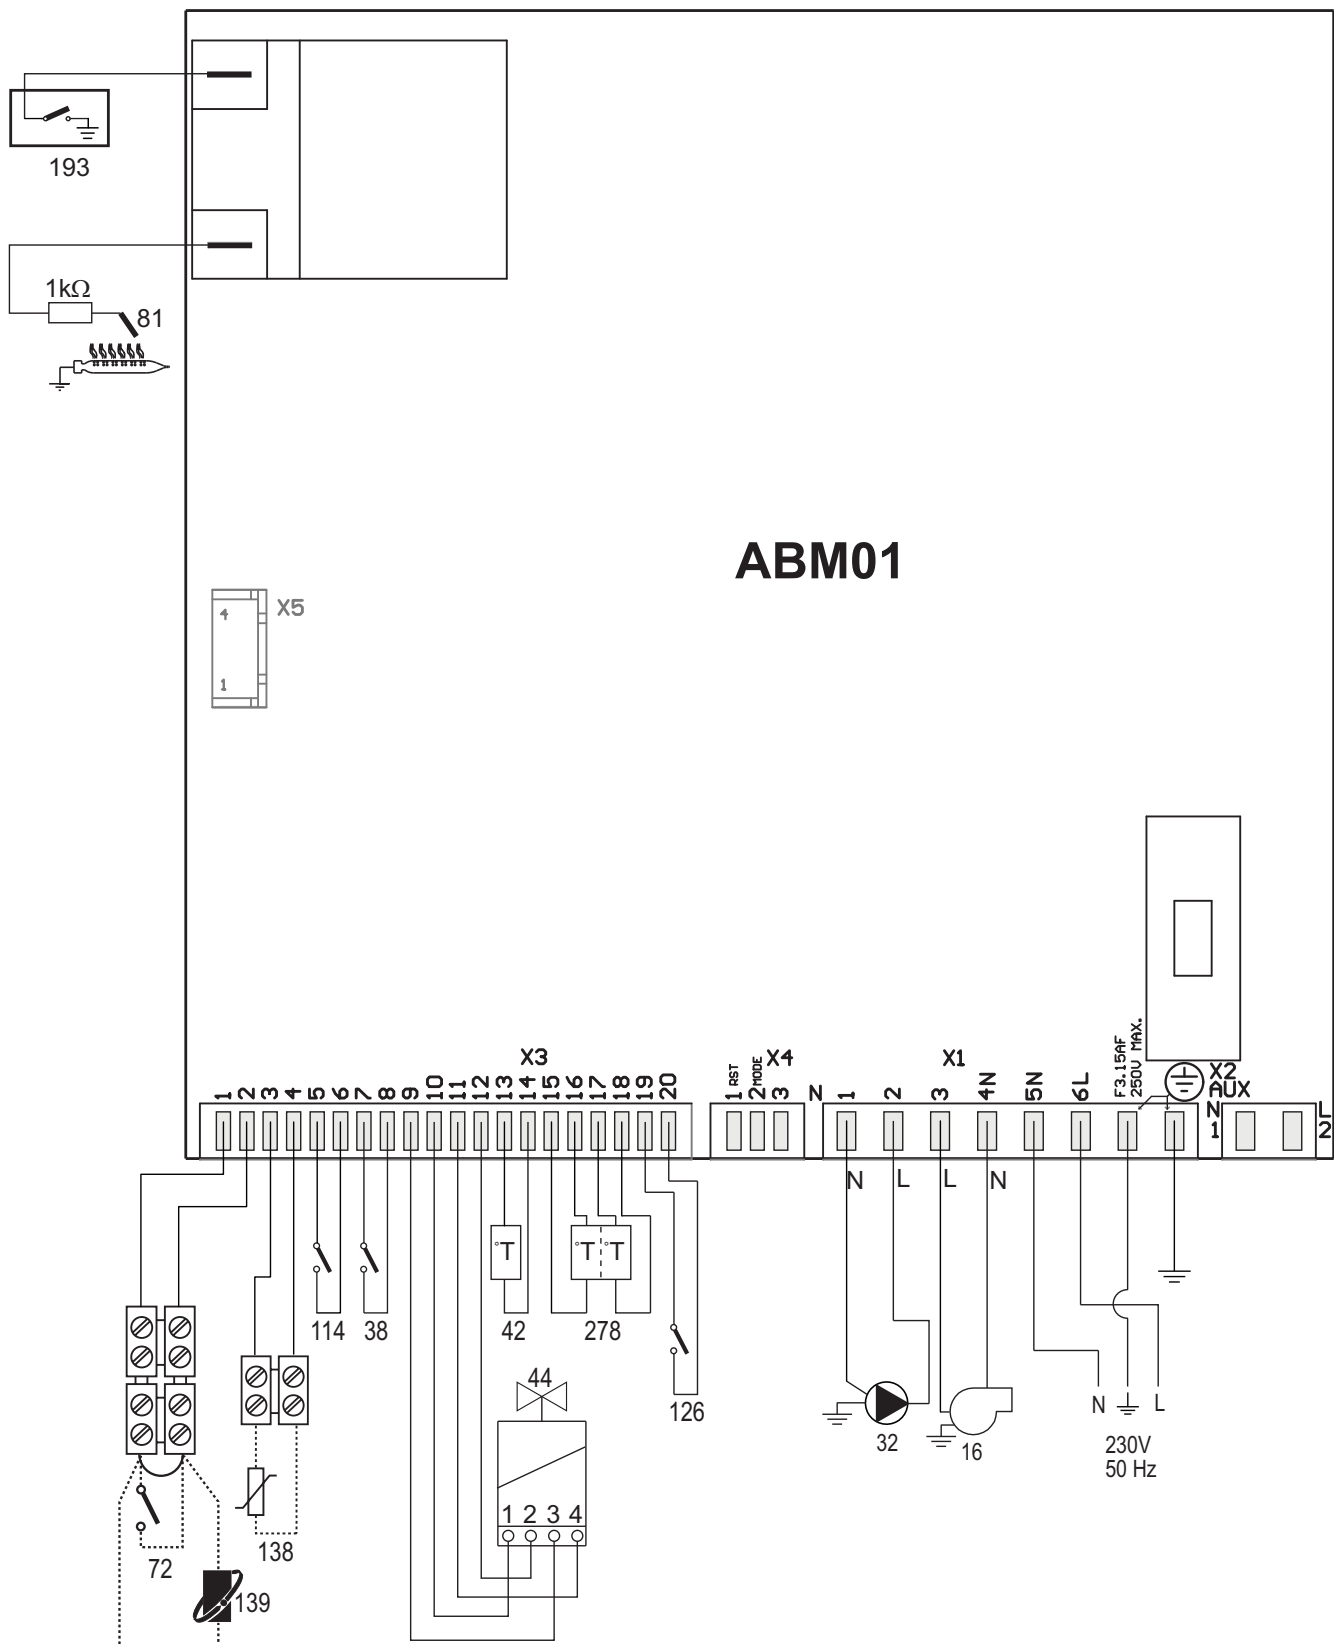 193
1kΩ
81
ABM01
X5
4
1
F3.15AF
250V MAX.
X3
X4
X1
X2
AUX
1 2 3 4 5 6 7 8 9 10 11 12 13 14 15 16 17 18 19 20
1 RST
2 MODE
3
N
1 2 3 4N 5N 6L
N
1
L
2
N L L N
°T
°T °T
114
38
42
278
44
126
32
16
N L
230V
50 Hz
1 2 3 4
72
138
139